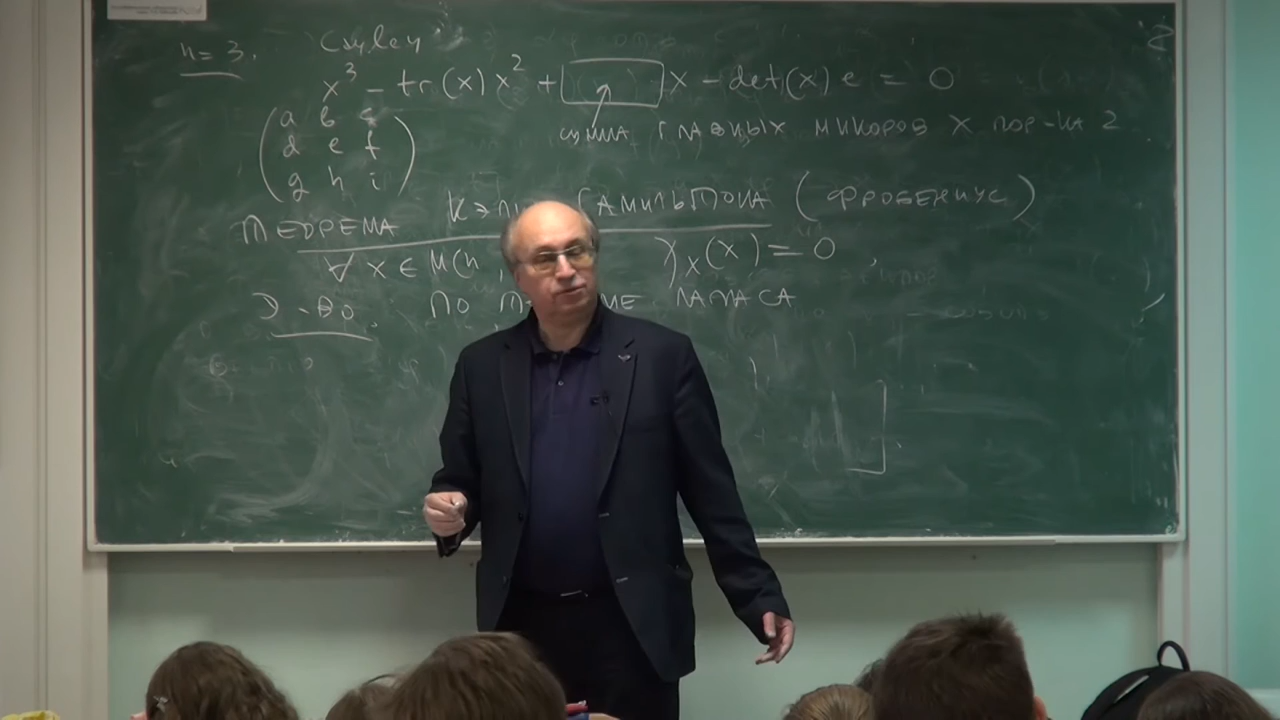 n = 3. Cayley
x³ – tr(x) x² + x – det(x) e = 0
a b c
сумма главных миноров x пор-ка 2
d e f
g h i
Теорема Гамильтона (Фробениус)
∀ x ∈ M(n, χₓ(x) = 0
Д-во. По Лапласа